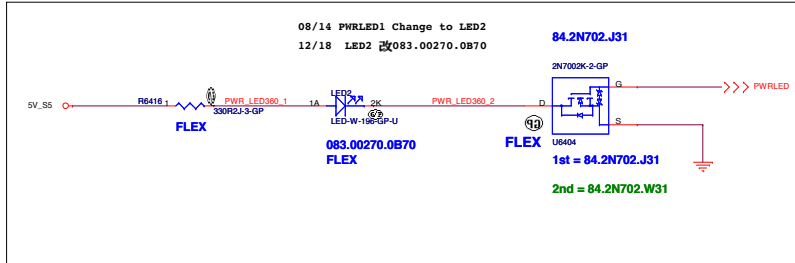 08/14 PWRLED1 Change to LED2
12/18 LED2 改083.00270.0B70
84.2N702.J31
2N7002K-2-GP
5V_S5
R6416 1
PWR_LED360_1
330R2J-3-GP
FLEX
LED2
1A
2K
LED-W-196-GP-U
083.00270.0B70
FLEX
PWR_LED360_2
D
G
S
PWRLED
FLEX
U6404
1st = 84.2N702.J31
2nd = 84.2N702.W31